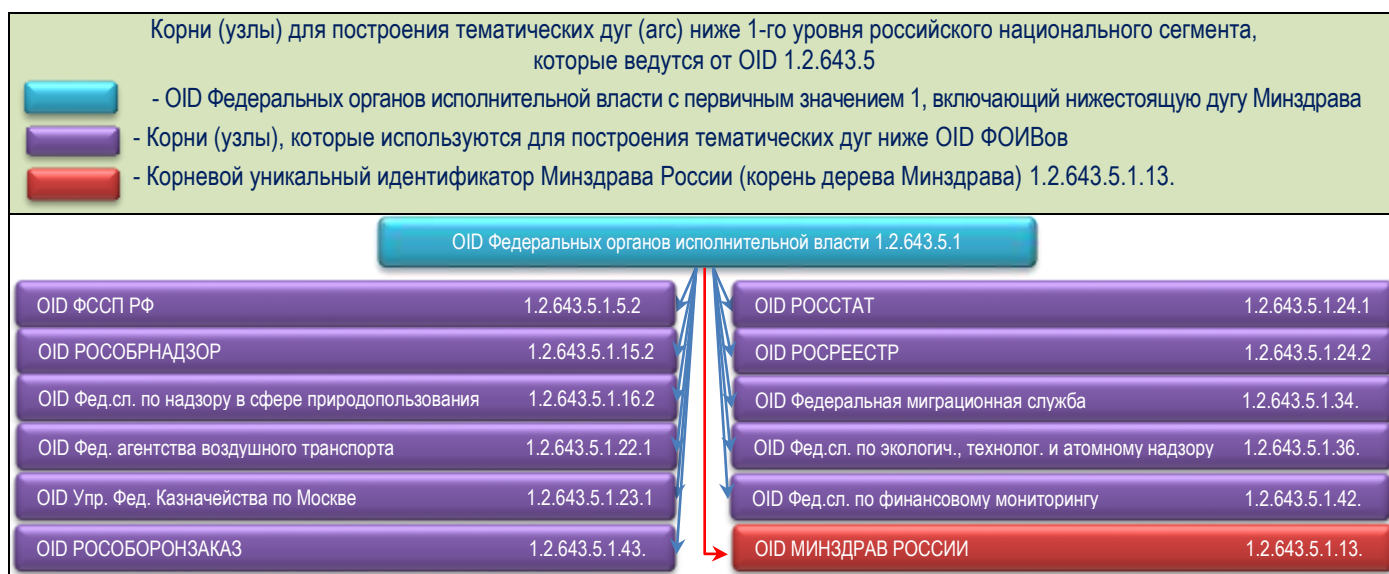 Корни (узлы) для построения тематических дуг (arc) ниже 1-го уровня российского национального сегмента,
которые ведутся от OID 1.2.643.5
- OID Федеральных органов исполнительной власти с первичным значением 1, включающий нижестоящую дугу Минздрава
- Корни (узлы), которые используются для построения тематических дуг ниже OID ФОИВов
- Корневой уникальный идентификатор Минздрава России (корень дерева Минздрава) 1.2.643.5.1.13.
OID Федеральных органов исполнительной власти 1.2.643.5.1
OID ФССП РФ 1.2.643.5.1.5.2
OID РОСОБРНАДЗОР 1.2.643.5.1.15.2
OID Фед.сл. по надзору в сфере природопользования 1.2.643.5.1.16.2
OID Фед. агентства воздушного транспорта 1.2.643.5.1.22.1
OID Упр. Фед. Казначейства по Москве 1.2.643.5.1.23.1
OID РОСОБОРОНЗАКАЗ 1.2.643.5.1.43.
OID РОССТАТ 1.2.643.5.1.24.1
OID РОСРЕЕСТР 1.2.643.5.1.24.2
OID Федеральная миграционная служба 1.2.643.5.1.34.
OID Фед.сл. по экологич., технолог. и атомному надзору 1.2.643.5.1.36.
OID Фед.сл. по финансовому мониторингу 1.2.643.5.1.42.
OID МИНЗДРАВ РОССИИ 1.2.643.5.1.13.